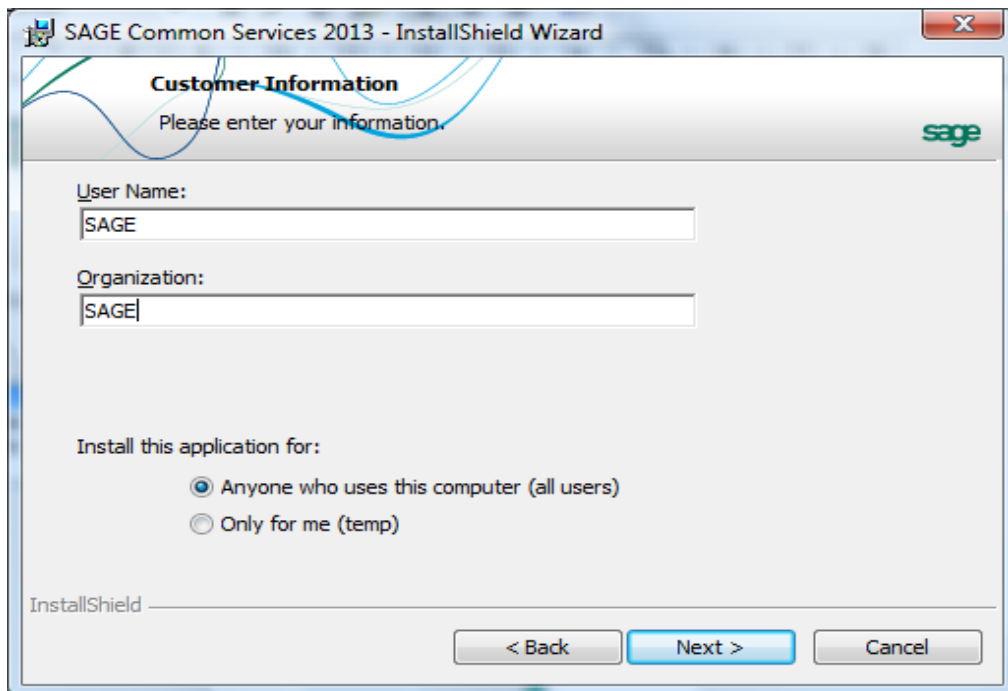 SAGE Common Services 2013 - InstallShield Wizard
Customer Information
Please enter your information.
sage
User Name:
SAGE
Organization:
SAGE
Install this application for:
Anyone who uses this computer (all users)
Only for me (temp)
InstallShield
< Back Next > Cancel